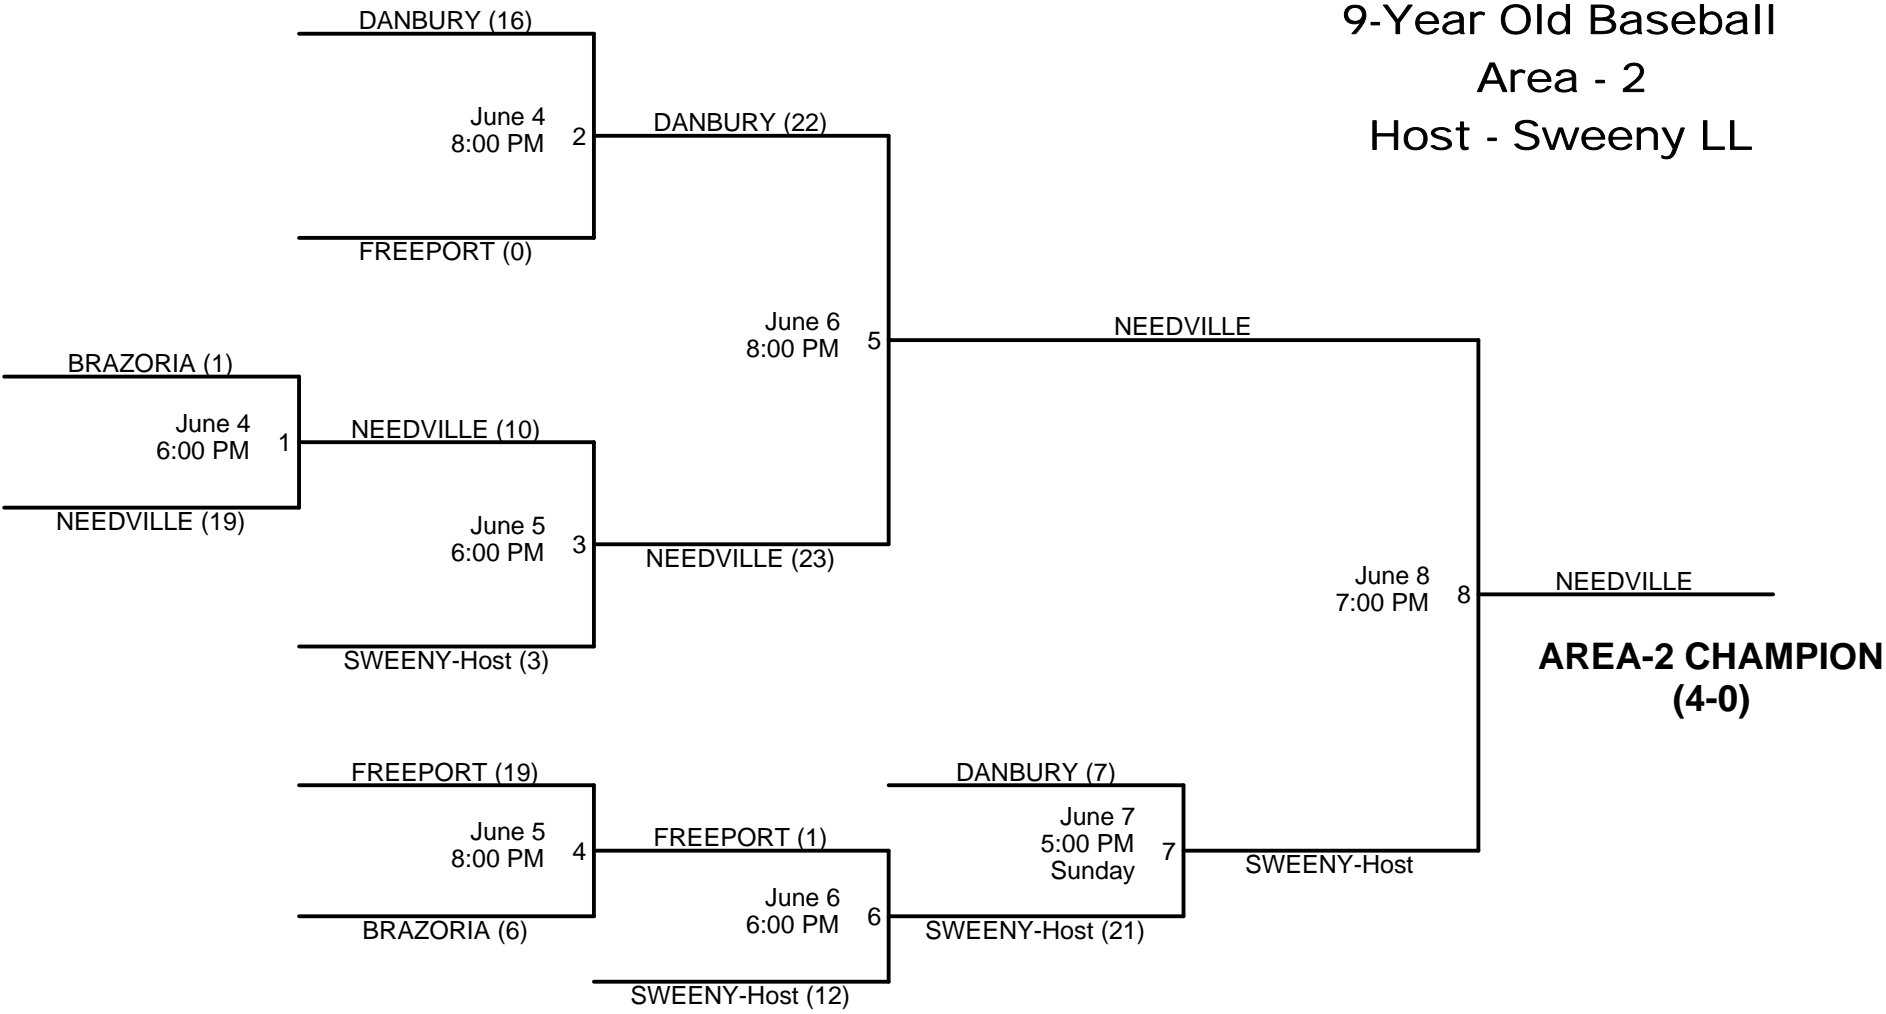 9-Year Old Baseball
Area - 2
Host - Sweeny LL
DANBURY (16)
June 4
8:00 PM
2
FREEPORT (0)
DANBURY (22)
June 6
8:00 PM
5
NEEDVILLE
BRAZORIA (1)
June 4
6:00 PM
1
NEEDVILLE (19)
NEEDVILLE (10)
June 5
6:00 PM
3
SWEENY-Host (3)
NEEDVILLE (23)
June 8
7:00 PM
8
NEEDVILLE
AREA-2 CHAMPION
(4-0)
FREEPORT (19)
June 5
8:00 PM
4
BRAZORIA (6)
FREEPORT (1)
June 6
6:00 PM
6
SWEENY-Host (12)
DANBURY (7)
June 7
5:00 PM
Sunday
7
SWEENY-Host (21)
SWEENY-Host